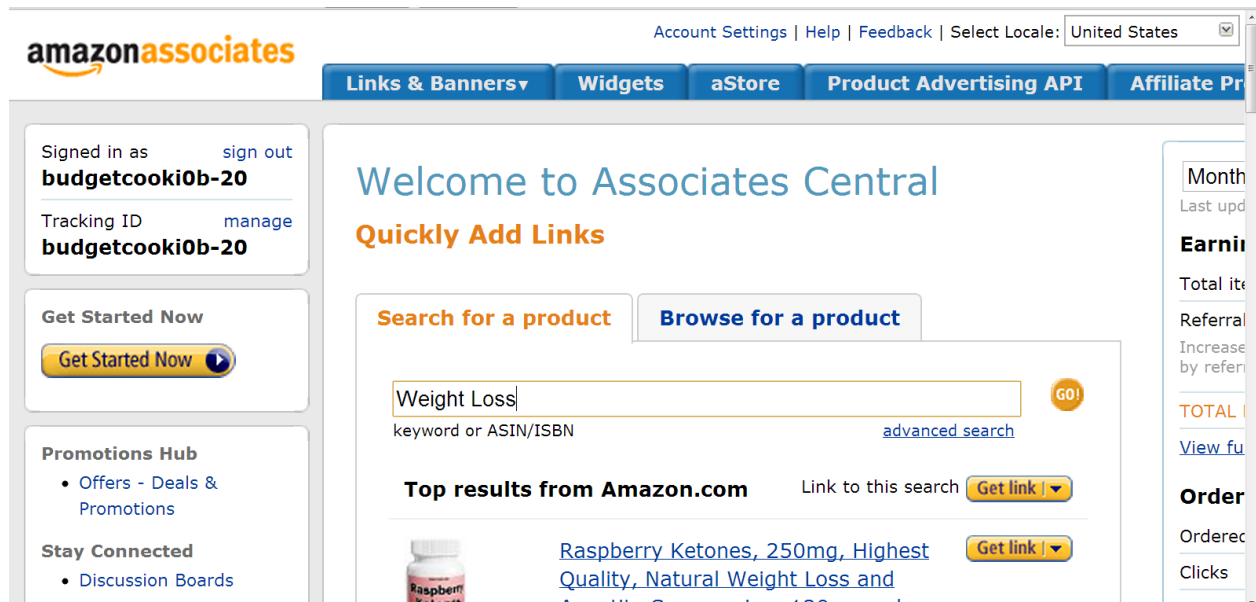 Account Settings | Help | Feedback | Select Locale: United States
amazonassociates
Links & Banners▾ Widgets aStore Product Advertising API Affiliate
Signed in as sign out
budgetcooki0b-20
Tracking ID manage
budgetcooki0b-20
Get Started Now
Get Started Now
Promotions Hub
• Offers - Deals &
Promotions
Stay Connected
• Discussion Boards
Welcome to Associates Central
Quickly Add Links
Search for a product Browse for a product
Weight Loss GO!
keyword or ASIN/ISBN advanced search
Top results from Amazon.com Link to this search Get link
Raspberry Ketones, 250mg, Highest Get link
Quality, Natural Weight Loss and
Raspberry
Month
Last upd
Earni
Total ite
Referral
Increase
by refer
TOTAL
View fu
Order
Ordered
Clicks